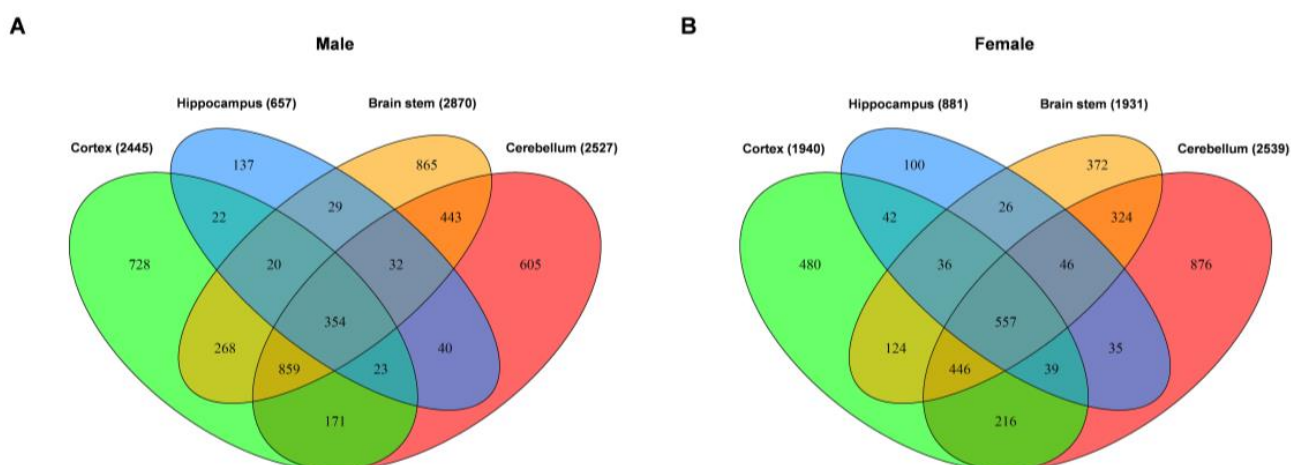 A
Male
Hippocampus (657) Brain stem (2870)
Cortex (2445) Cerebellum (2527)
137 865
22 29 443
728 20 32 605
354
268 859 23 40
171
B
Female
Hippocampus (881) Brain stem (1931)
Cortex (1940) Cerebellum (2539)
100 372
42 26 324
480 36 46 876
557
124 446 39 35
216